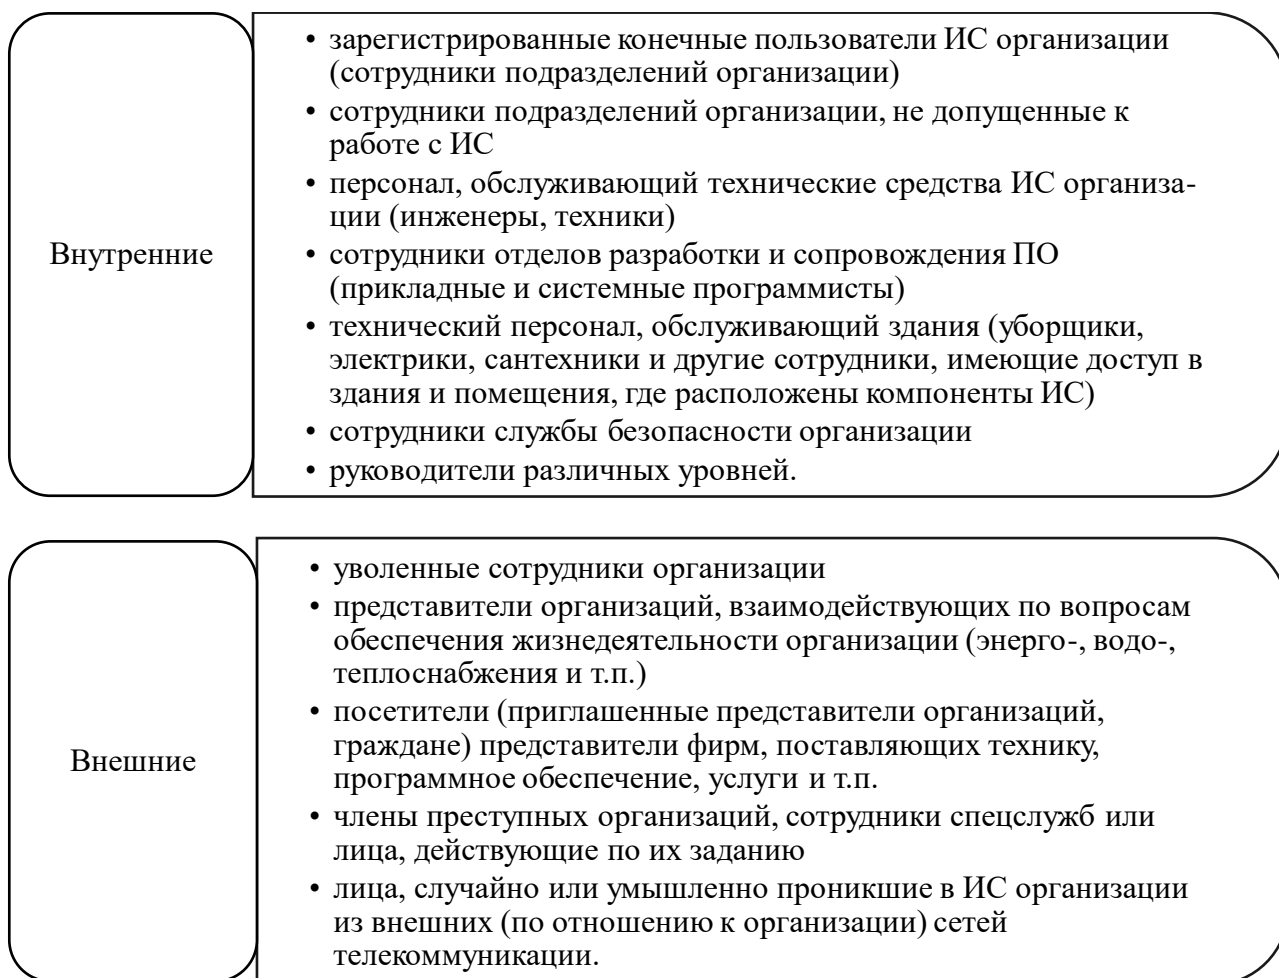 Внутренние
• зарегистрированные конечные пользователи ИС организации
(сотрудники подразделений организации)
• сотрудники подразделений организации, не допущенные к
работе с ИС
• персонал, обслуживающий технические средства ИС организа-
ции (инженеры, техники)
• сотрудники отделов разработки и сопровождения ПО
(прикладные и системные программисты)
• технический персонал, обслуживающий здания (уборщики,
электрики, сантехники и другие сотрудники, имеющие доступ в
здания и помещения, где расположены компоненты ИС)
• сотрудники службы безопасности организации
• руководители различных уровней.
Внешние
• уволенные сотрудники организации
• представители организаций, взаимодействующих по вопросам
обеспечения жизнедеятельности организации (энерго-, водо-,
теплоснабжения и т.п.)
• посетители (приглашенные представители организаций,
граждане) представители фирм, поставляющих технику,
программное обеспечение, услуги и т.п.
• члены преступных организаций, сотрудники спецслужб или
лица, действующие по их заданию
• лица, случайно или умышленно проникшие в ИС организации
из внешних (по отношению к организации) сетей
телекоммуникации.